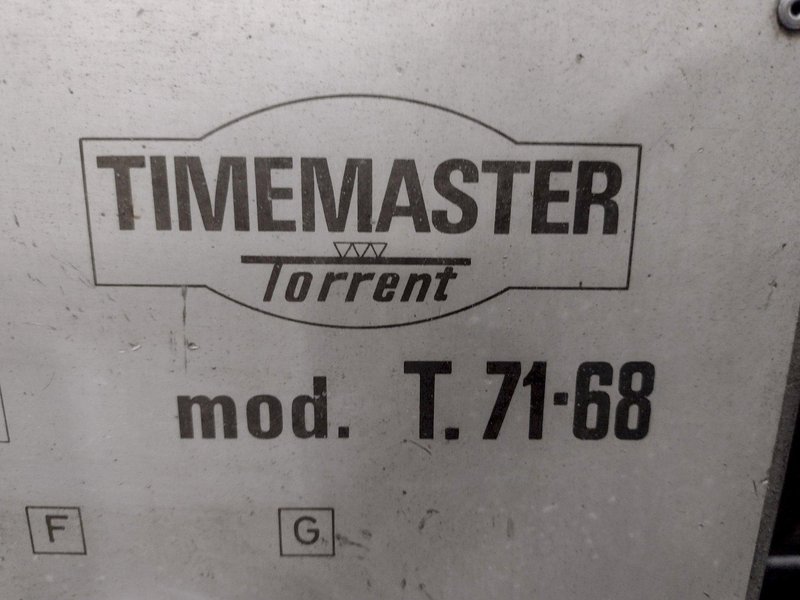 TIMEMASTER
Torrent
mod. T. 71-68
F G